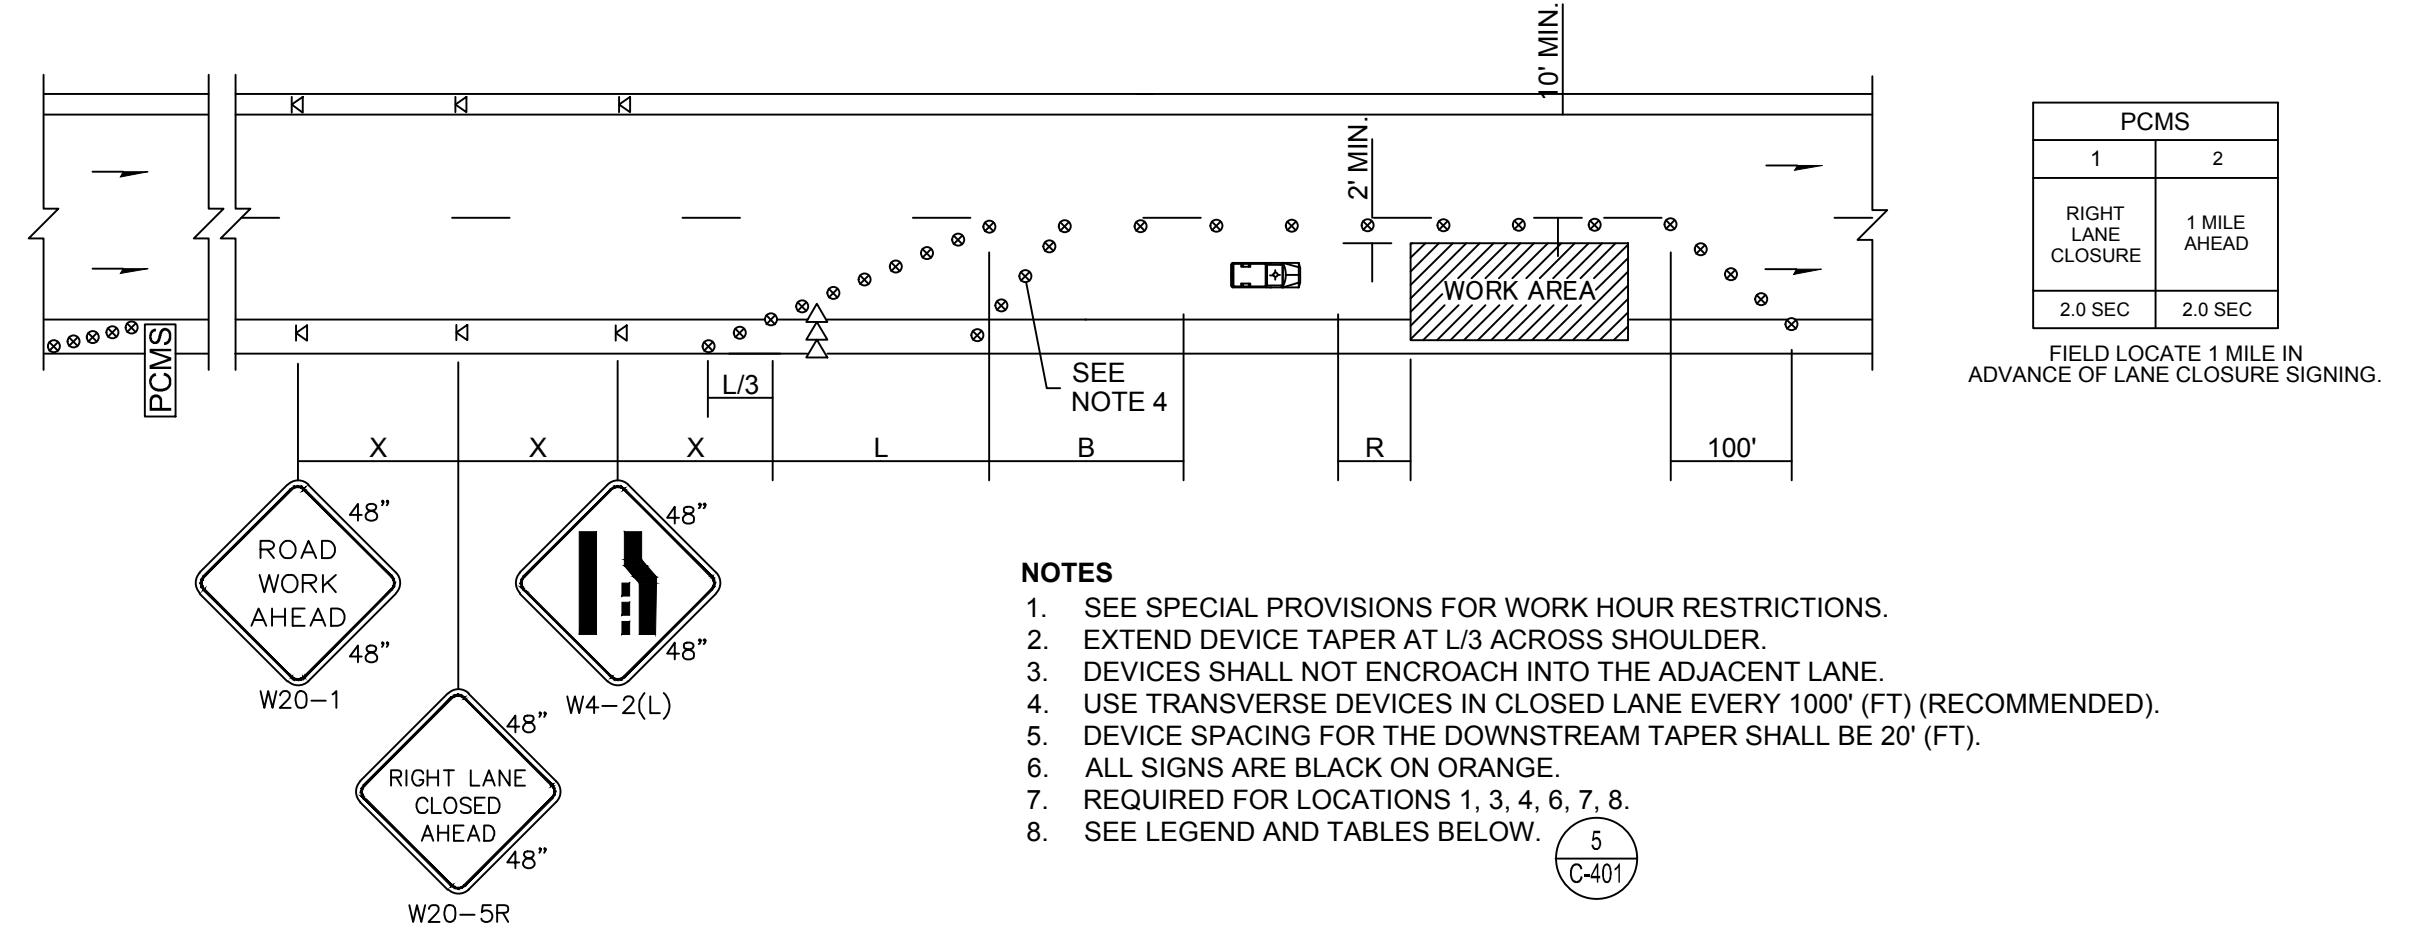 10' MIN.
2' MIN.
PCMS
WORK AREA
SEE
NOTE 4
L/3
X
X
X
L
B
R
100'
PCMS
1
2
RIGHT
LANE
CLOSURE
1 MILE
AHEAD
2.0 SEC
2.0 SEC
FIELD LOCATE 1 MILE IN
ADVANCE OF LANE CLOSURE SIGNING.
48”
ROAD
WORK
AHEAD
48”
W20-1
48”
48”
W4-2(L)
48”
RIGHT LANE
CLOSED
AHEAD
48”
W20-5R
NOTES
1. SEE SPECIAL PROVISIONS FOR WORK HOUR RESTRICTIONS.
2. EXTEND DEVICE TAPER AT L/3 ACROSS SHOULDER.
3. DEVICES SHALL NOT ENCROACH INTO THE ADJACENT LANE.
4. USE TRANSVERSE DEVICES IN CLOSED LANE EVERY 1000' (FT) (RECOMMENDED).
5. DEVICE SPACING FOR THE DOWNSTREAM TAPER SHALL BE 20' (FT).
6. ALL SIGNS ARE BLACK ON ORANGE.
7. REQUIRED FOR LOCATIONS 1, 3, 4, 6, 7, 8.
8. SEE LEGEND AND TABLES BELOW.
5
C-401